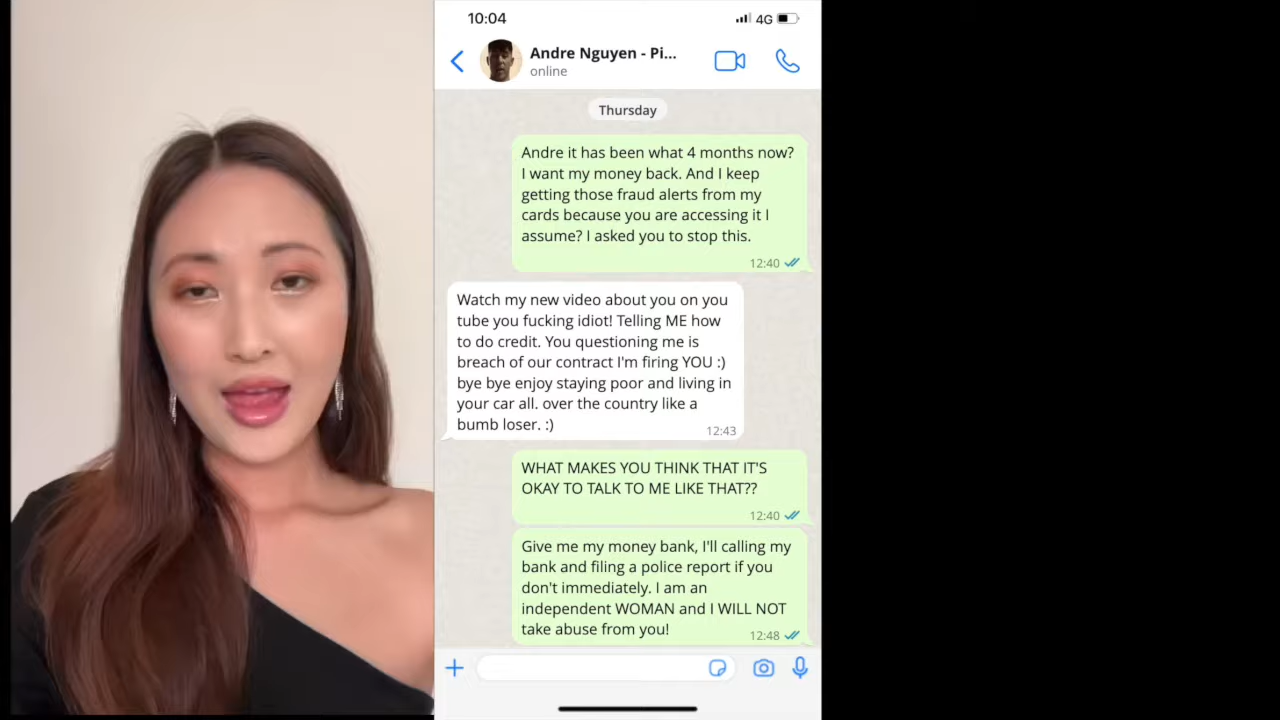 10:04
4G
Andre Nguyen - Pi...
online
Thursday
Andre it has been what 4 months now?
I want my money back. And I keep
getting those fraud alerts from my
cards because you are accessing it I
assume? I asked you to stop this.
12:40
Watch my new video about you on you
tube you fucking idiot! Telling ME how
to do credit. You questioning me is
breach of our contract I'm firing YOU :)
bye bye enjoy staying poor and living in
your car all. over the country like a
bumb loser. :)
12:43
WHAT MAKES YOU THINK THAT IT'S
OKAY TO TALK TO ME LIKE THAT??
12:40
Give me my money bank, I'll calling my
bank and filing a police report if you
don't immediately. I am an
independent WOMAN and I WILL NOT
take abuse from you!
12:48